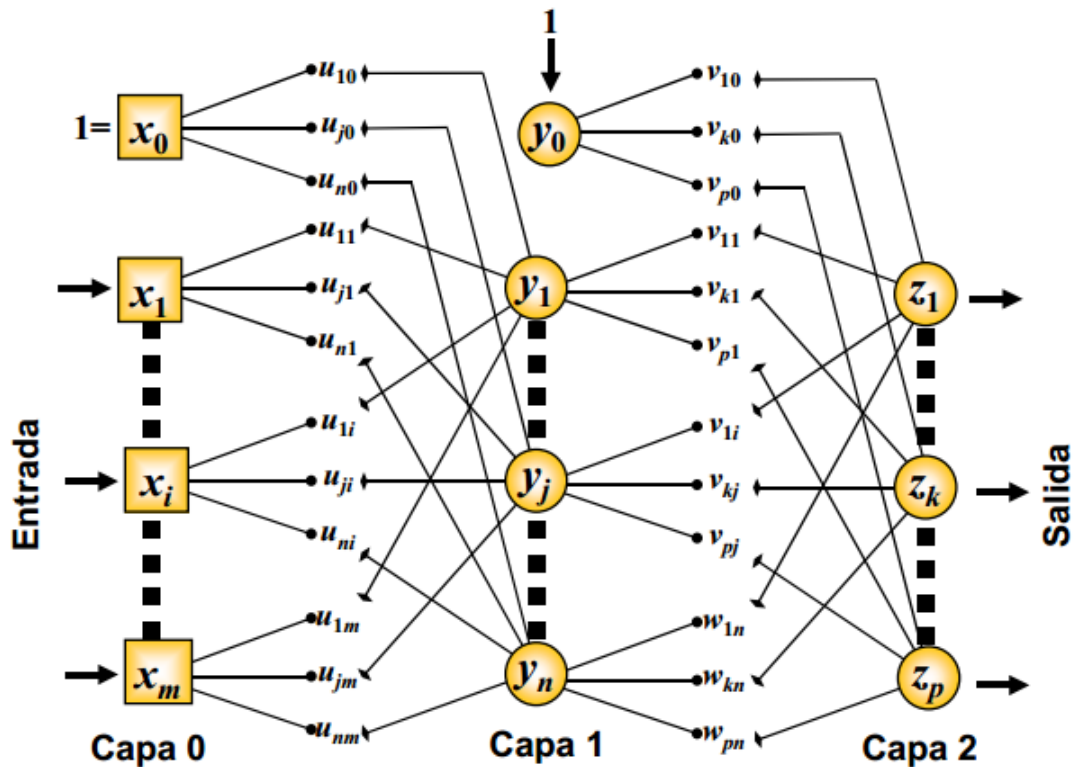 1
1=
x0
u10
uj0
un0
y0
v10
vk0
vp0
x1
u11
uj1
un1
y1
v11
vk1
vp1
z1
Entrada
xi
u1i
uji
uni
yj
v1i
vkj
vpj
zk
Salida
xm
u1m
ujm
unm
yn
w1n
wkn
wpn
zp
Capa 0
Capa 1
Capa 2